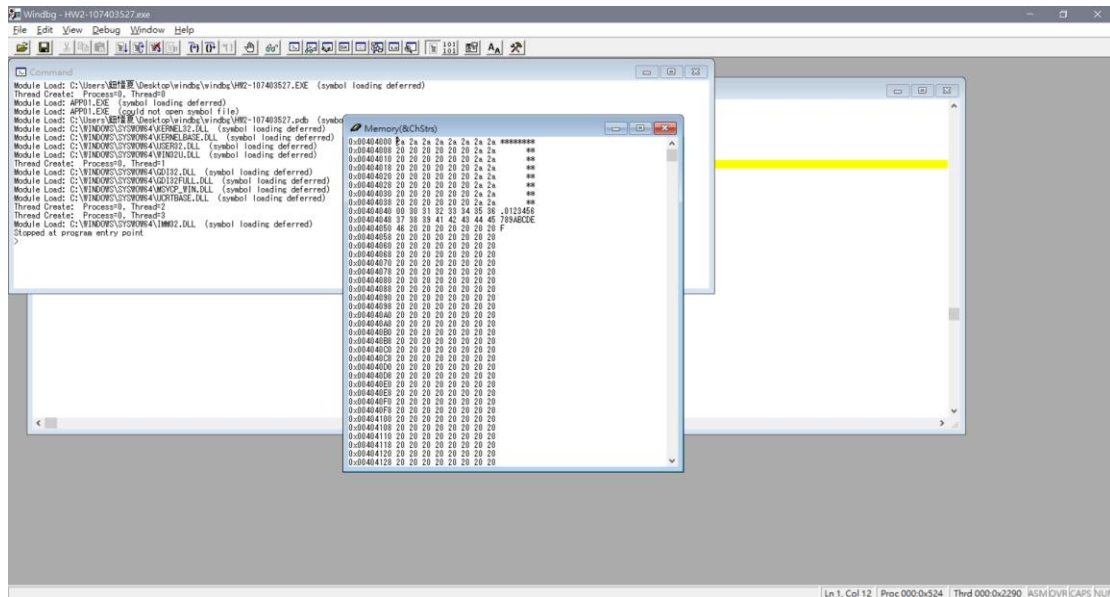 Windbg - HW2-107403527.exe
File Edit View Debug Window Help
Command
Module Load: C:\Users\鈕愷夏\Desktop\windbg\windbg\HW2-107403527.EXE (symbol loading deferred)
Thread Create: Process=0, Thread=0
Module Load: APP01.EXE (symbol loading deferred)
Module Load: APP01.EXE (could not open symbol file)
Module Load: C:\Users\鈕愷夏\Desktop\windbg\windbg\HW2-107403527.pdb (symbo
Module Load: C:\WINDOWS\SYSWOW64\KERNEL32.DLL (symbol loading deferred)
Module Load: C:\WINDOWS\SYSWOW64\KERNELBASE.DLL (symbol loading deferred)
Module Load: C:\WINDOWS\SYSWOW64\USER32.DLL (symbol loading deferred)
Module Load: C:\WINDOWS\SYSWOW64\WIN32U.DLL (symbol loading deferred)
Thread Create: Process=0, Thread=1
Module Load: C:\WINDOWS\SYSWOW64\GDI32.DLL (symbol loading deferred)
Module Load: C:\WINDOWS\SYSWOW64\GDI32FULL.DLL (symbol loading deferred)
Module Load: C:\WINDOWS\SYSWOW64\MSVCP_WIN.DLL (symbol loading deferred)
Module Load: C:\WINDOWS\SYSWOW64\UCRTBASE.DLL (symbol loading deferred)
Thread Create: Process=0, Thread=2
Thread Create: Process=0, Thread=3
Module Load: C:\WINDOWS\SYSWOW64\IMM32.DLL (symbol loading deferred)
Stopped at program entry point
>
Memory(&ChStrs)
0x00404000 2a 2a 2a 2a 2a 2a 2a 2a ********
0x00404008 20 20 20 20 20 20 2a 2a **
0x00404010 20 20 20 20 20 20 2a 2a **
0x00404018 20 20 20 20 20 20 2a 2a **
0x00404020 20 20 20 20 20 20 2a 2a **
0x00404028 20 20 20 20 20 20 2a 2a **
0x00404030 20 20 20 20 20 20 2a 2a **
0x00404038 20 20 20 20 20 20 2a 2a **
0x00404040 00 30 31 32 33 34 35 36 .0123456
0x00404048 37 38 39 41 42 43 44 45 789ABCDE
0x00404050 46 20 20 20 20 20 20 20 F
0x00404058 20 20 20 20 20 20 20 20
0x00404060 20 20 20 20 20 20 20 20
0x00404068 20 20 20 20 20 20 20 20
0x00404070 20 20 20 20 20 20 20 20
0x00404078 20 20 20 20 20 20 20 20
0x00404080 20 20 20 20 20 20 20 20
0x00404088 20 20 20 20 20 20 20 20
0x00404090 20 20 20 20 20 20 20 20
0x00404098 20 20 20 20 20 20 20 20
0x004040A0 20 20 20 20 20 20 20 20
0x004040A8 20 20 20 20 20 20 20 20
0x004040B0 20 20 20 20 20 20 20 20
0x004040B8 20 20 20 20 20 20 20 20
0x004040C0 20 20 20 20 20 20 20 20
0x004040C8 20 20 20 20 20 20 20 20
0x004040D0 20 20 20 20 20 20 20 20
0x004040D8 20 20 20 20 20 20 20 20
0x004040E0 20 20 20 20 20 20 20 20
0x004040E8 20 20 20 20 20 20 20 20
0x004040F0 20 20 20 20 20 20 20 20
0x004040F8 20 20 20 20 20 20 20 20
0x00404100 20 20 20 20 20 20 20 20
0x00404108 20 20 20 20 20 20 20 20
0x00404110 20 20 20 20 20 20 20 20
0x00404118 20 20 20 20 20 20 20 20
0x00404120 20 20 20 20 20 20 20 20
0x00404128 20 20 20 20 20 20 20 20
Ln 1, Col 12 Proc 000:0x524 Thrd 000:0x2290 ASM OVR CAPS NUM